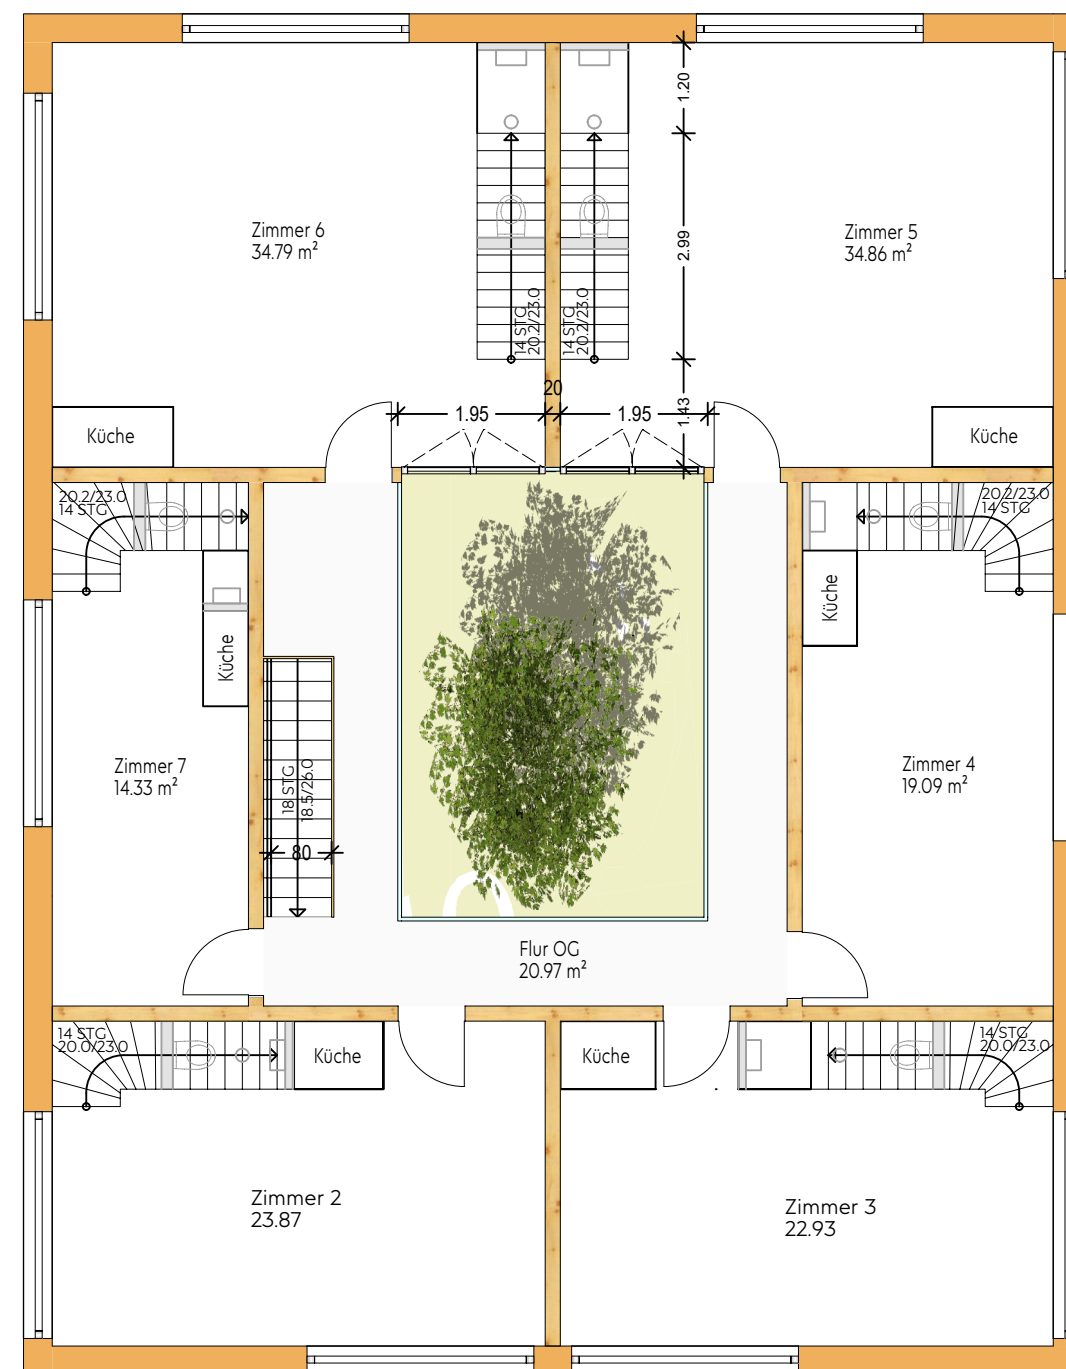 1.20
Zimmer 6
34.79 m²
Zimmer 5
34.86 m²
2.99
14 STG
20.2/23.0
14 STG
20.2/23.0
20
1.95
1.95
1.43
Küche
Küche
20.2/23.0
14 STG
20.2/23.0
14 STG
Küche
Küche
Zimmer 7
14.33 m²
18 STG
18.5/26.0
Zimmer 4
19.09 m²
80
Flur OG
20.97 m²
14 STG
20.0/23.0
Küche
Küche
14 STG
20.0/23.0
Zimmer 2
23.87
Zimmer 3
22.93